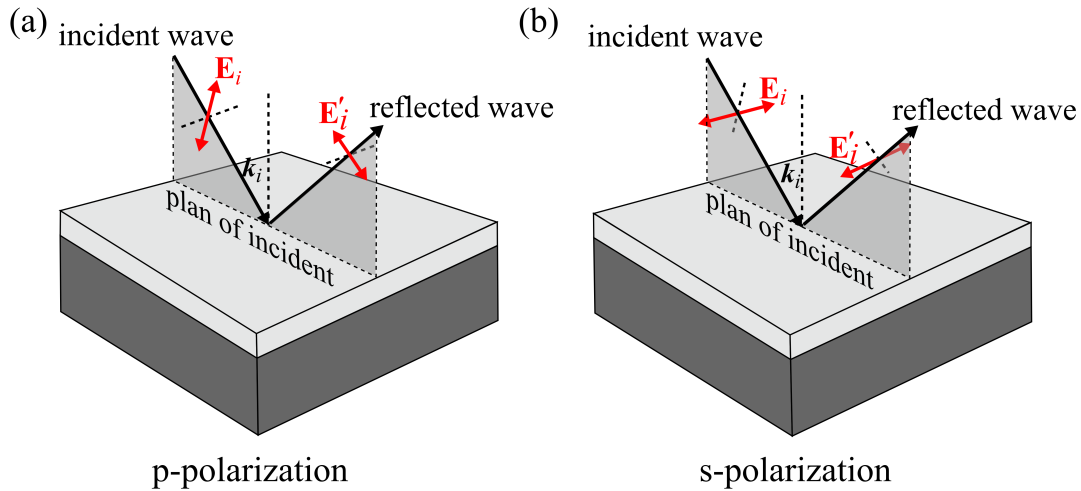 (a)
incident wave
E_i
E'_i
reflected wave
k_i
plan of incident
p-polarization
(b)
incident wave
E_i
E'_i
reflected wave
k_i
plan of incident
s-polarization